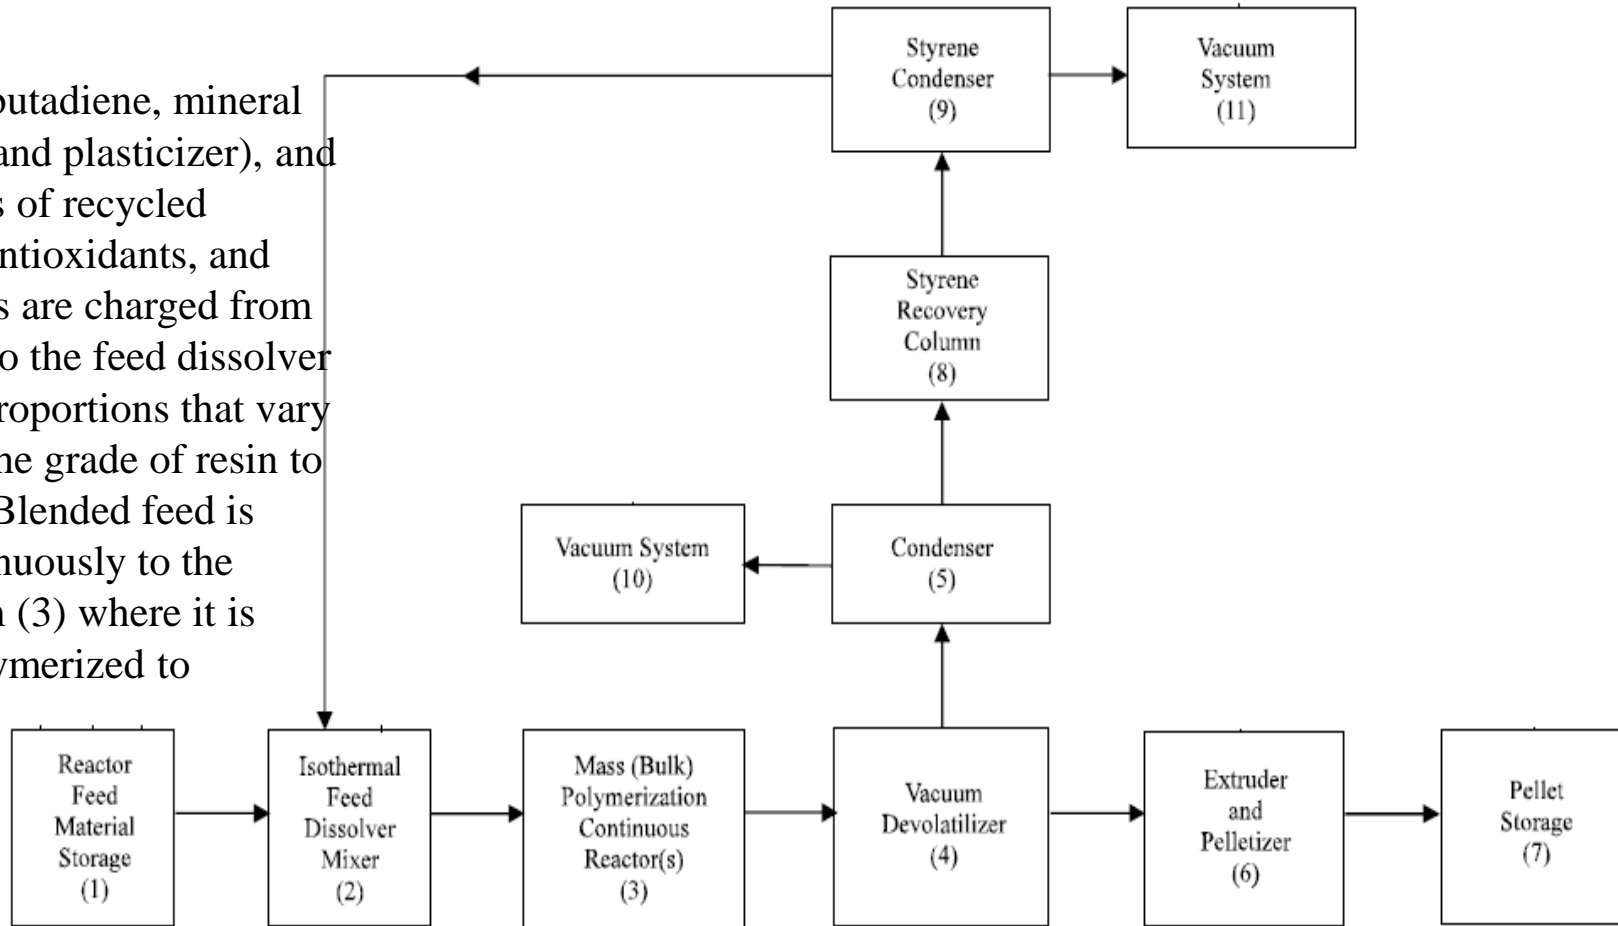 butadiene, mineral
and plasticizer), and
s of recycled
ntioxidants, and
s are charged from
o the feed dissolver
roportions that vary
he grade of resin to
Blended feed is
nuously to the
n (3) where it is
ymerized to
Styrene
Condenser
(9)
Vacuum
System
(11)
Styrene
Recovery
Column
(8)
Vacuum System
(10)
Condenser
(5)
Reactor
Feed
Material
Storage
(1)
Isothermal
Feed
Dissolver
Mixer
(2)
Mass (Bulk)
Polymerization
Continuous
Reactor(s)
(3)
Vacuum
Devolatilizer
(4)
Extruder
and
Pelletizer
(6)
Pellet
Storage
(7)